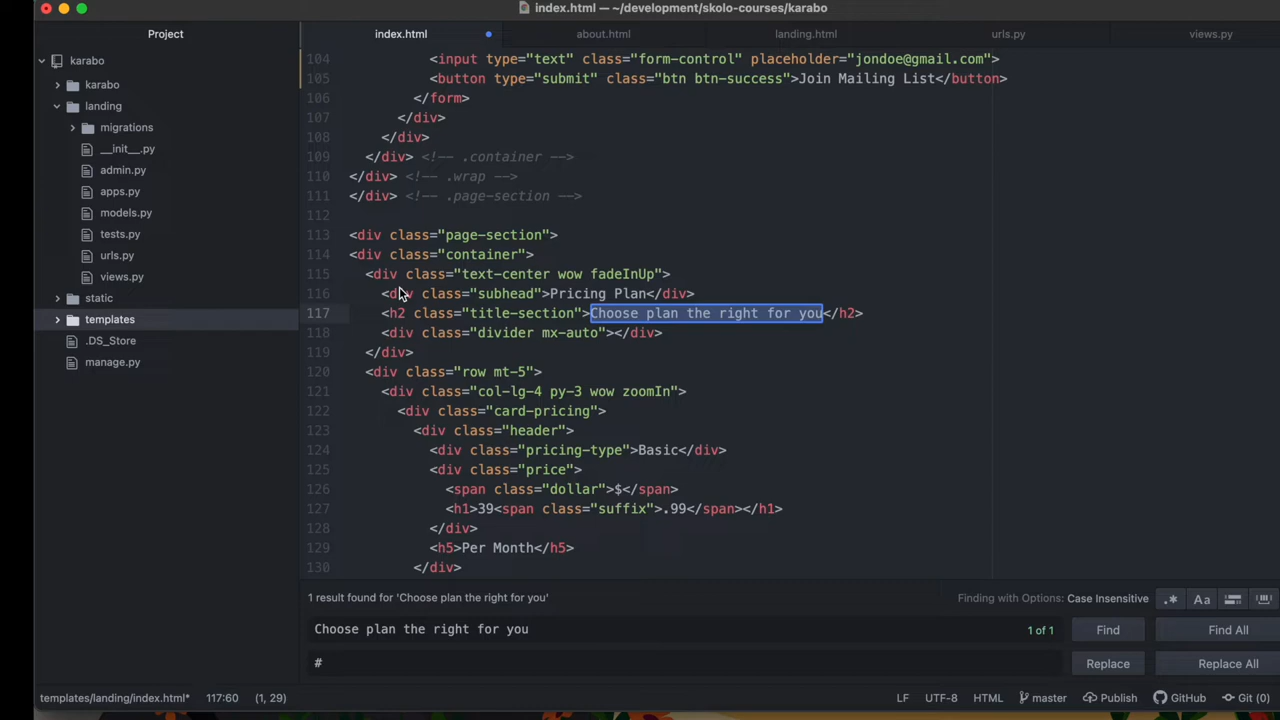 index.html — ~/development/skolo-courses/karabo
Project
index.html
about.html
landing.html
urls.py
views.py
karabo
karabo
landing
migrations
__init__.py
admin.py
apps.py
models.py
tests.py
urls.py
views.py
static
templates
.DS_Store
manage.py
104 <input type="text" class="form-control" placeholder="jondoe@gmail.com">
105 <button type="submit" class="btn btn-success">Join Mailing List</button>
106 </form>
107 </div>
108 </div>
109 </div> <!-- .container -->
110 </div> <!-- .wrap -->
111 </div> <!-- .page-section -->
112
113 <div class="page-section">
114 <div class="container">
115 <div class="text-center wow fadeInUp">
116 <div class="subhead">Pricing Plan</div>
117 <h2 class="title-section">Choose plan the right for you</h2>
118 <div class="divider mx-auto"></div>
119 </div>
120 <div class="row mt-5">
121 <div class="col-lg-4 py-3 wow zoomIn">
122 <div class="card-pricing">
123 <div class="header">
124 <div class="pricing-type">Basic</div>
125 <div class="price">
126 <span class="dollar">$</span>
127 <h1>39<span class="suffix">.99</span></h1>
128 </div>
129 <h5>Per Month</h5>
130 </div>
1 result found for 'Choose plan the right for you'
Finding with Options: Case Insensitive
.* Aa
Choose plan the right for you
1 of 1
Find
Find All
#
Replace
Replace All
templates/landing/index.html* 117:60 (1, 29)
LF UTF-8 HTML master Publish GitHub Git (0)